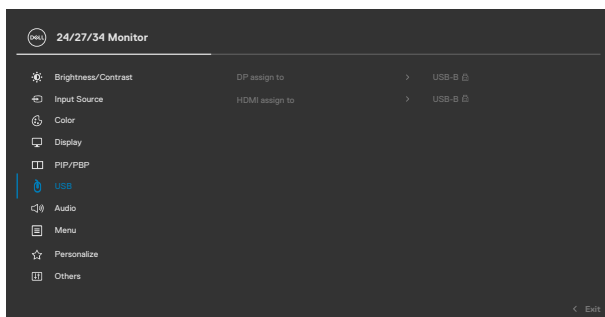 DELL 24/27/34 Monitor
Brightness/Contrast DP assign to > USB-B
Input Source HDMI assign to > USB-B
Color
Display
PIP/PBP
USB
Audio
Menu
Personalize
Others
< Exit